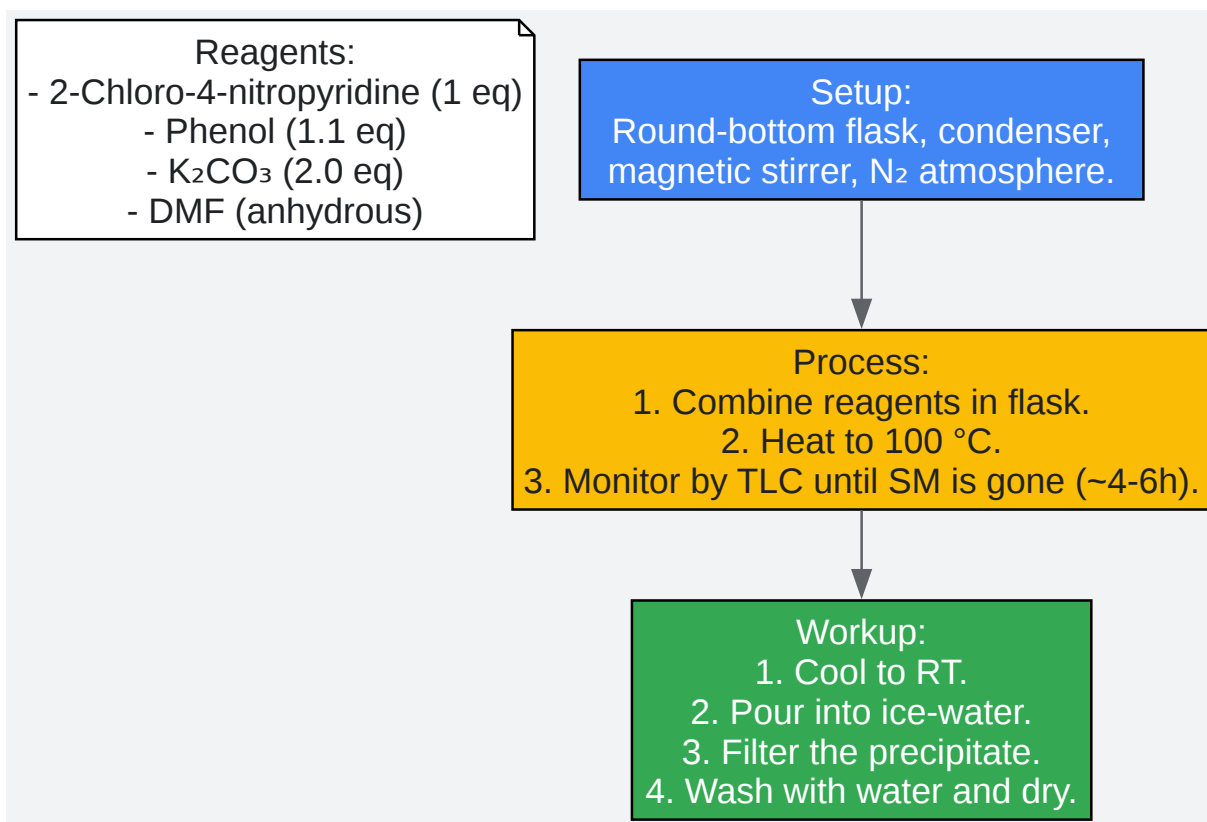 Reagents:
- 2-Chloro-4-nitropyridine (1 eq)
- Phenol (1.1 eq)
- K₂CO₃ (2.0 eq)
- DMF (anhydrous)
Setup:
Round-bottom flask, condenser,
magnetic stirrer, N₂ atmosphere.
Process:
1. Combine reagents in flask.
2. Heat to 100 °C.
3. Monitor by TLC until SM is gone (~4-6h).
Workup:
1. Cool to RT.
2. Pour into ice-water.
3. Filter the precipitate.
4. Wash with water and dry.